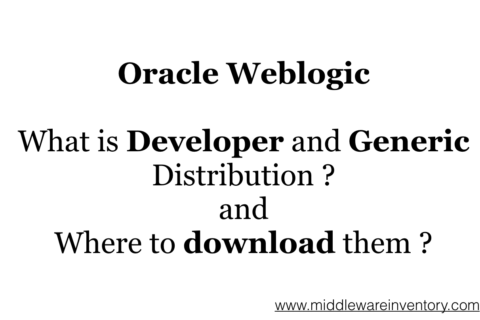 Oracle Weblogic
What is Developer and Generic
Distribution ?
and
Where to download them ?
www.middlewareinventory.com